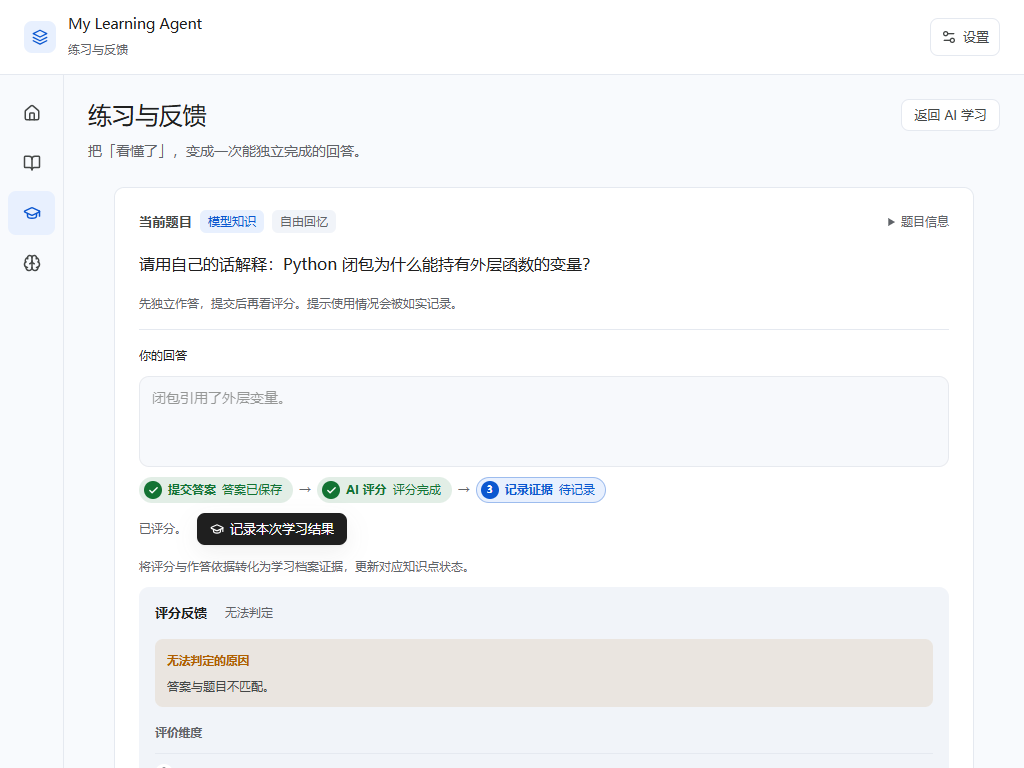 My Learning Agent
练习与反馈
设置
练习与反馈
返回 AI 学习
把「看懂了」，变成一次能独立完成的回答。
当前题目 模型知识 自由回忆
题目信息
请用自己的话解释：Python 闭包为什么能持有外层函数的变量？
先独立作答，提交后再看评分。提示使用情况会被如实记录。
你的回答
闭包引用了外层变量。
提交答案 答案已保存 → AI 评分 评分完成 → 3 记录证据 待记录
已评分。 记录本次学习结果
将评分与作答依据转化为学习档案证据，更新对应知识点状态。
评分反馈 无法判定
无法判定的原因
答案与题目不匹配。
评价维度